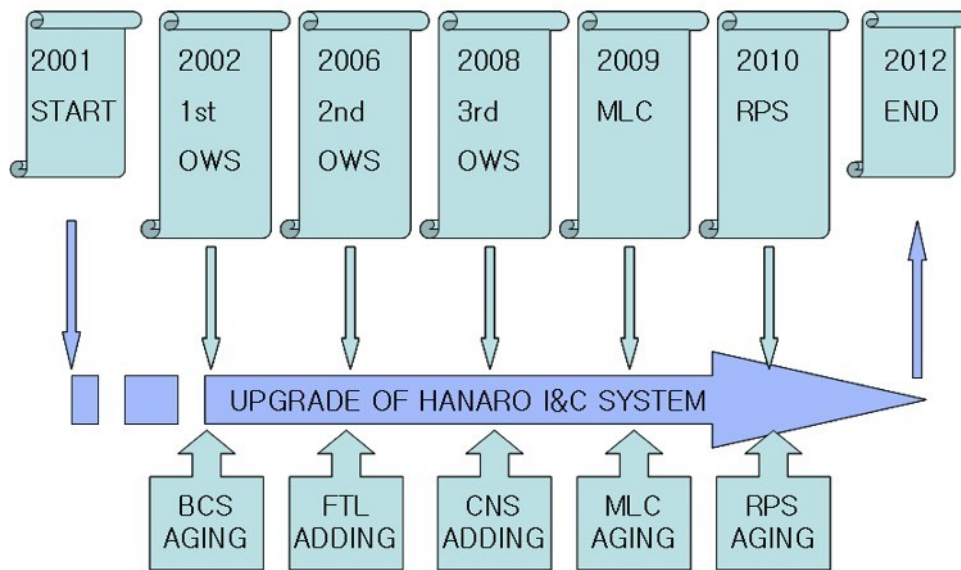 2001
START
2002
1st
OWS
2006
2nd
OWS
2008
3rd
OWS
2009
MLC
2010
RPS
2012
END
UPGRADE OF HANARO I&C SYSTEM
BCS
AGING
FTL
ADDING
CNS
ADDING
MLC
AGING
RPS
AGING